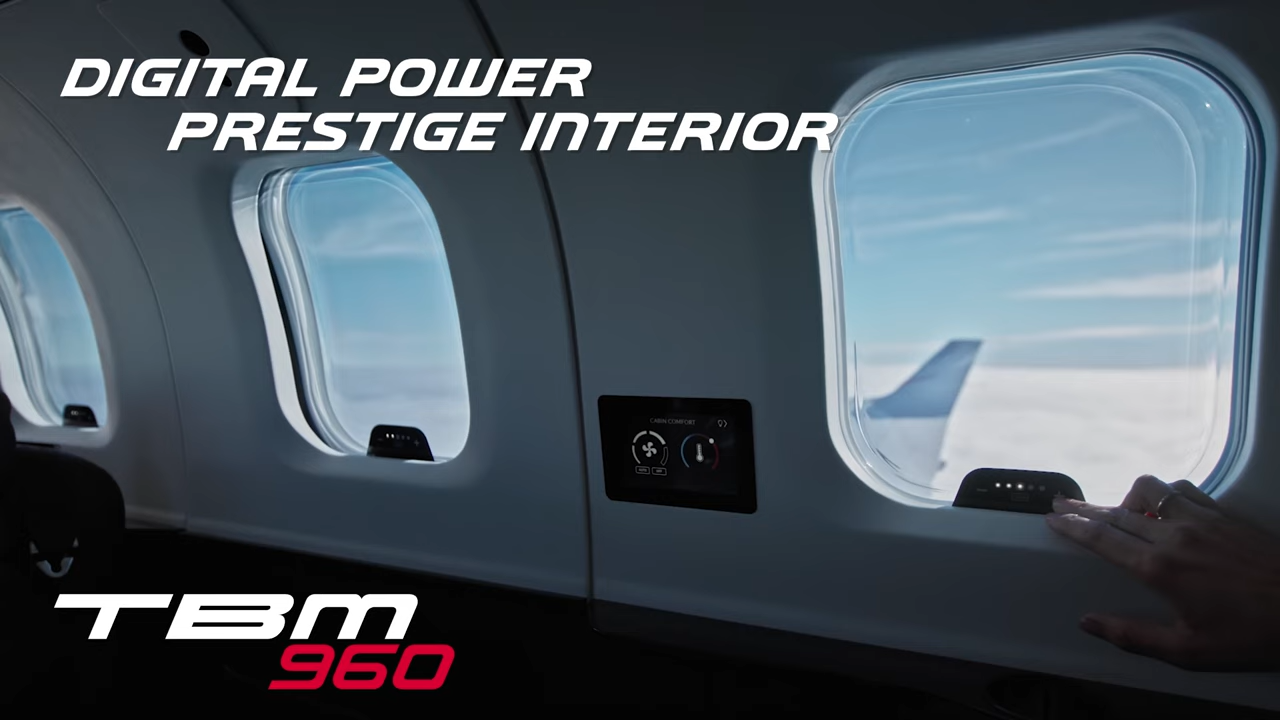 DIGITAL POWER
PRESTIGE INTERIOR
CABIN COMFORT
TBM
960